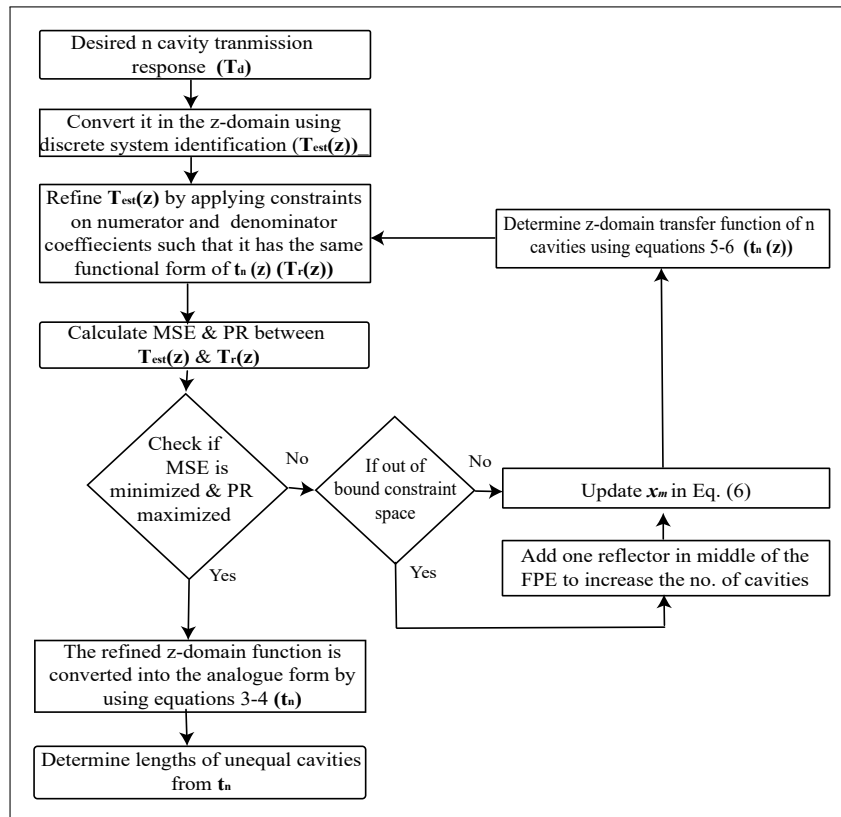 Desired n cavity tranmission
response (Td)
Convert it in the z-domain using
discrete system identification (Test(z))_
Refine Test(z) by applying constraints
on numerator and denominator
coeffiecients such that it has the same
functional form of tn (z) (Tr(z))
Calculate MSE & PR between
Test(z) & Tr(z)
Check if
MSE is
minimized & PR
maximized
No
Yes
If out of
bound constraint
space
No
Yes
Determine z-domain transfer function of n
cavities using equations 5-6 (tn (z))
Update xm in Eq. (6)
Add one reflector in middle of the
FPE to increase the no. of cavities
The refined z-domain function is
converted into the analogue form by
using equations 3-4 (tn)
Determine lengths of unequal cavities
from tn